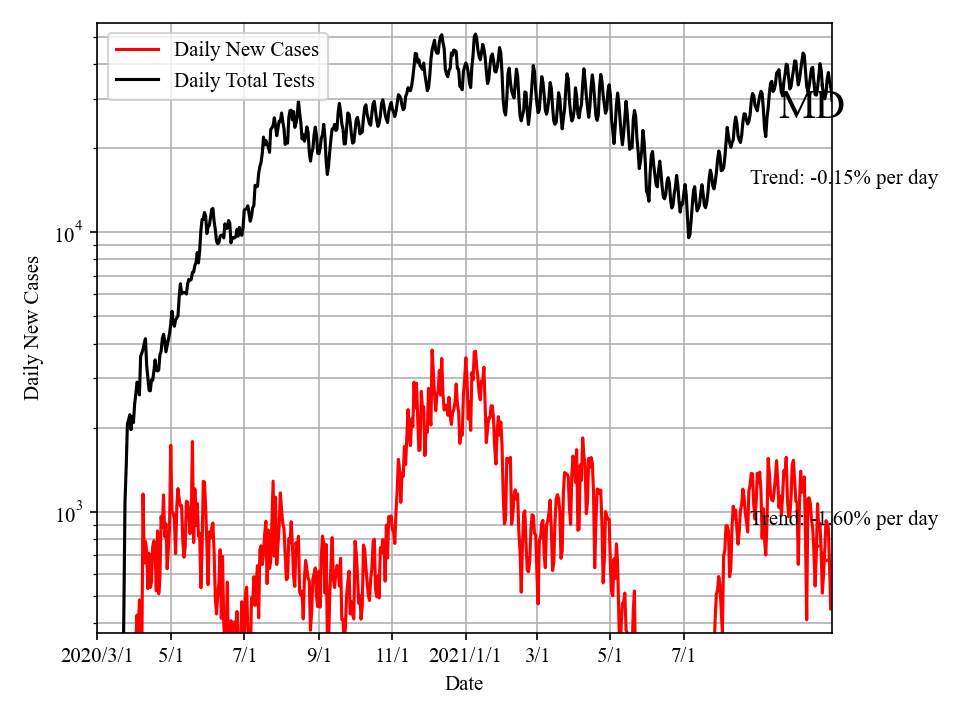 Daily New Cases
Daily Total Tests
MD
Trend: -0.15% per day
10^4
Daily New Cases
Trend: -1.60% per day
10^3
2020/3/1 5/1 7/1 9/1 11/1 2021/1/1 3/1 5/1 7/1
Date